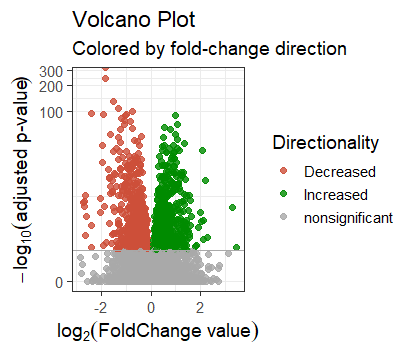 Volcano Plot
Colored by fold-change direction
300
200
100
0
−log₁₀(adjusted p-value)
-2 0 2
log₂(FoldChange value)
Directionality
Decreased
Increased
nonsignificant